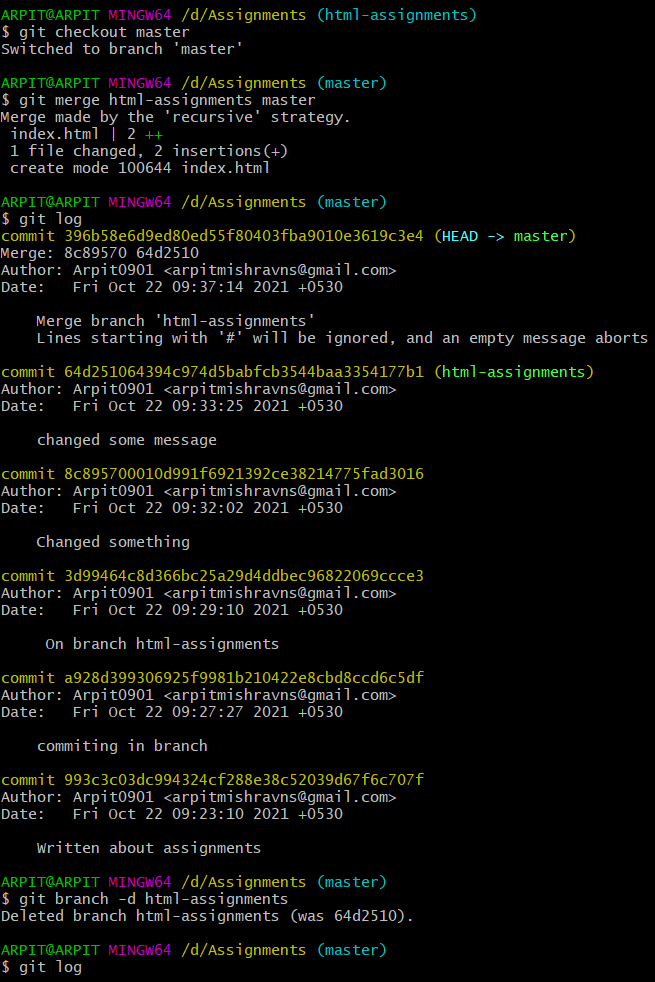 ARPIT@ARPIT MINGW64 /d/Assignments (html-assignments)
$ git checkout master
Switched to branch 'master'
ARPIT@ARPIT MINGW64 /d/Assignments (master)
$ git merge html-assignments master
Merge made by the 'recursive' strategy.
 index.html | 2 ++
 1 file changed, 2 insertions(+)
 create mode 100644 index.html
ARPIT@ARPIT MINGW64 /d/Assignments (master)
$ git log
commit 396b58e6d9ed80ed55f80403fba9010e3619c3e4 (HEAD -> master)
Merge: 8c89570 64d2510
Author: Arpit0901 <arpitmishravns@gmail.com>
Date:   Fri Oct 22 09:37:14 2021 +0530
    Merge branch 'html-assignments'
    Lines starting with '#' will be ignored, and an empty message aborts
commit 64d251064394c974d5babfcb3544baa3354177b1 (html-assignments)
Author: Arpit0901 <arpitmishravns@gmail.com>
Date:   Fri Oct 22 09:33:25 2021 +0530
    changed some message
commit 8c895700010d991f6921392ce38214775fad3016
Author: Arpit0901 <arpitmishravns@gmail.com>
Date:   Fri Oct 22 09:32:02 2021 +0530
    Changed something
commit 3d99464c8d366bc25a29d4ddbec96822069ccce3
Author: Arpit0901 <arpitmishravns@gmail.com>
Date:   Fri Oct 22 09:29:10 2021 +0530
     On branch html-assignments
commit a928d399306925f9981b210422e8cbd8ccd6c5df
Author: Arpit0901 <arpitmishravns@gmail.com>
Date:   Fri Oct 22 09:27:27 2021 +0530
    commiting in branch
commit 993c3c03dc994324cf288e38c52039d67f6c707f
Author: Arpit0901 <arpitmishravns@gmail.com>
Date:   Fri Oct 22 09:23:10 2021 +0530
    Written about assignments
ARPIT@ARPIT MINGW64 /d/Assignments (master)
$ git branch -d html-assignments
Deleted branch html-assignments (was 64d2510).
ARPIT@ARPIT MINGW64 /d/Assignments (master)
$ git log